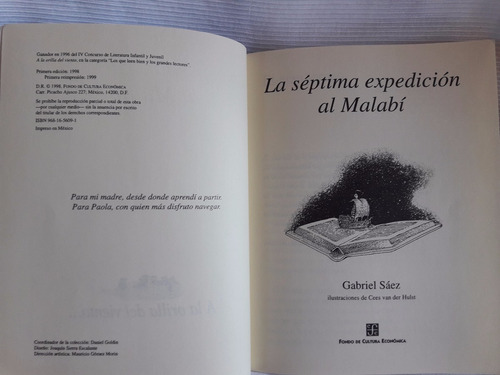 Ganador en 1996 del IV Concurso de Literatura Infantil y Juvenil
A la orilla del viento, en la categoría "Los que leen bien y los grandes lectores".
Primera edición: 1998
Primera reimpresión: 1999
D.R. © 1998, FONDO DE CULTURA ECONÓMICA
Carr. Picacho Ajusco 227; México, 14200, D.F.
Se prohíbe la reproducción parcial o total de esta obra
—por cualquier medio— sin la anuencia por escrito
del titular de los derechos correspondientes.
ISBN 968-16-5609-1
Impreso en México
Para mi madre, desde donde aprendí a partir.
Para Paola, con quien más disfruto navegar.
A la orilla del viento...
Coordinador de la colección: Daniel Goldin
Diseño: Joaquín Sierra Escalante
Dirección artística: Mauricio Gómez Morin
La séptima expedición
al Malabí
Gabriel Sáez
ilustraciones de Cees van der Hulst
FONDO DE CULTURA ECONÓMICA